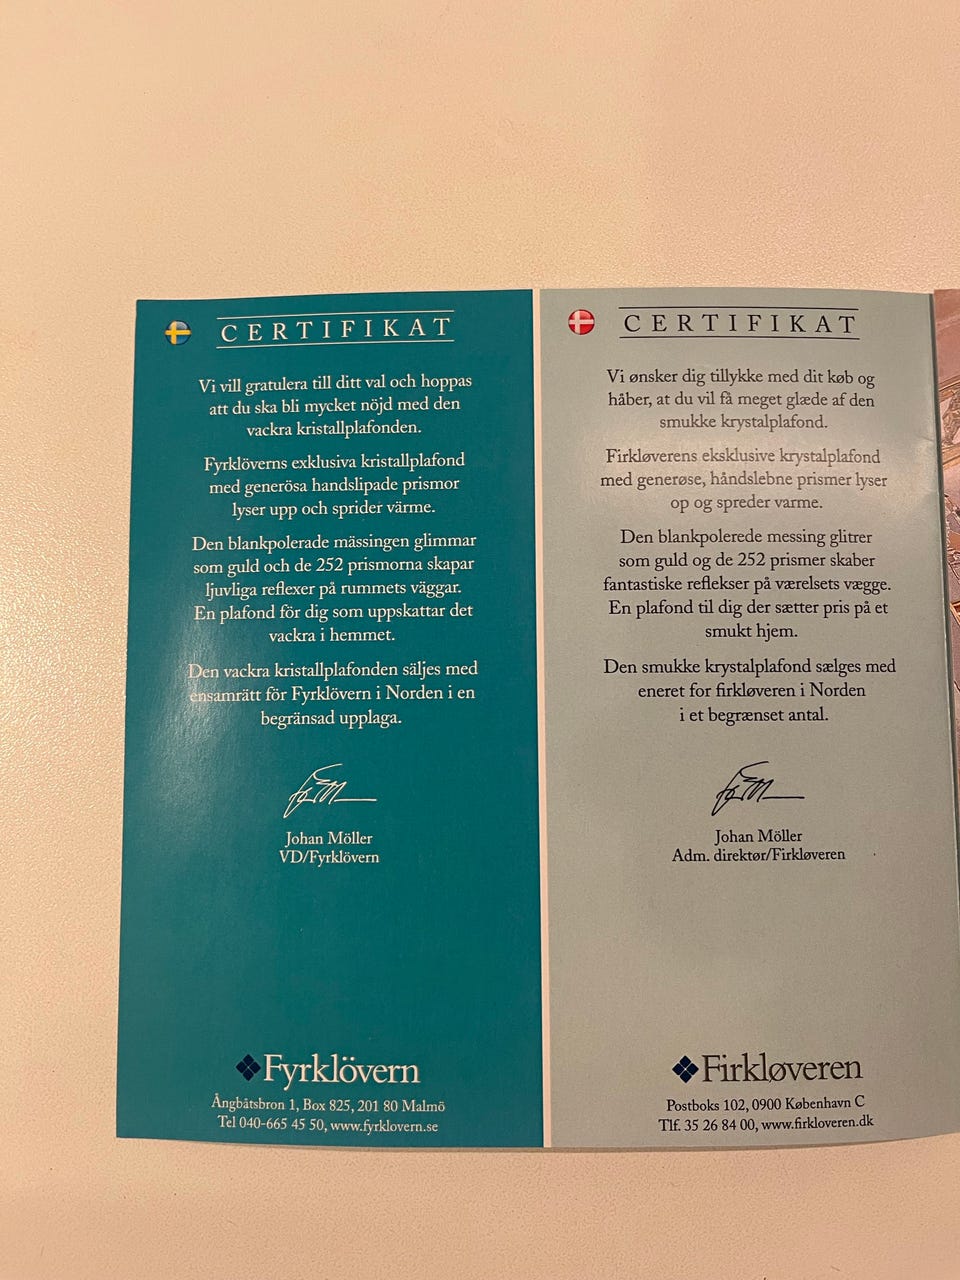 CERTIFIKAT
Vi vill gratulera till ditt val och hoppas
att du ska bli mycket nöjd med den
vackra kristallplafonden.
Fyrklöverns exklusiva kristallplafond
med generösa handslipade prismor
lyser upp och sprider värme.
Den blankpolerade mässingen glimmar
som guld och de 252 prismorna skapar
ljuvliga reflexer på rummets väggar.
En plafond för dig som uppskattar det
vackra i hemmet.
Den vackra kristallplafonden säljes med
ensamrätt för Fyrklövern i Norden i en
begränsad upplaga.
Johan Möller
VD/Fyrklövern
Fyrklövern
Ångbåtsbron 1, Box 825, 201 80 Malmö
Tel 040-665 45 50, www.fyrklovern.se
CERTIFIKAT
Vi ønsker dig tillykke med dit køb og
håber, at du vil få meget glæde af den
smukke krystalplafond.
Firkløverens eksklusive krystalplafond
med generøse, håndslebne prismer lyser
op og spreder varme.
Den blankpolerede messing glitrer
som guld og de 252 prismer skaber
fantastiske reflekser på værelsets vægge.
En plafond til dig der sætter pris på et
smukt hjem.
Den smukke krystalplafond sælges med
eneret for firkløveren i Norden
i et begrænset antal.
Johan Möller
Adm. direktør/Firkløveren
Firkløveren
Postboks 102, 0900 København C
Tlf. 35 26 84 00, www.firkloveren.dk